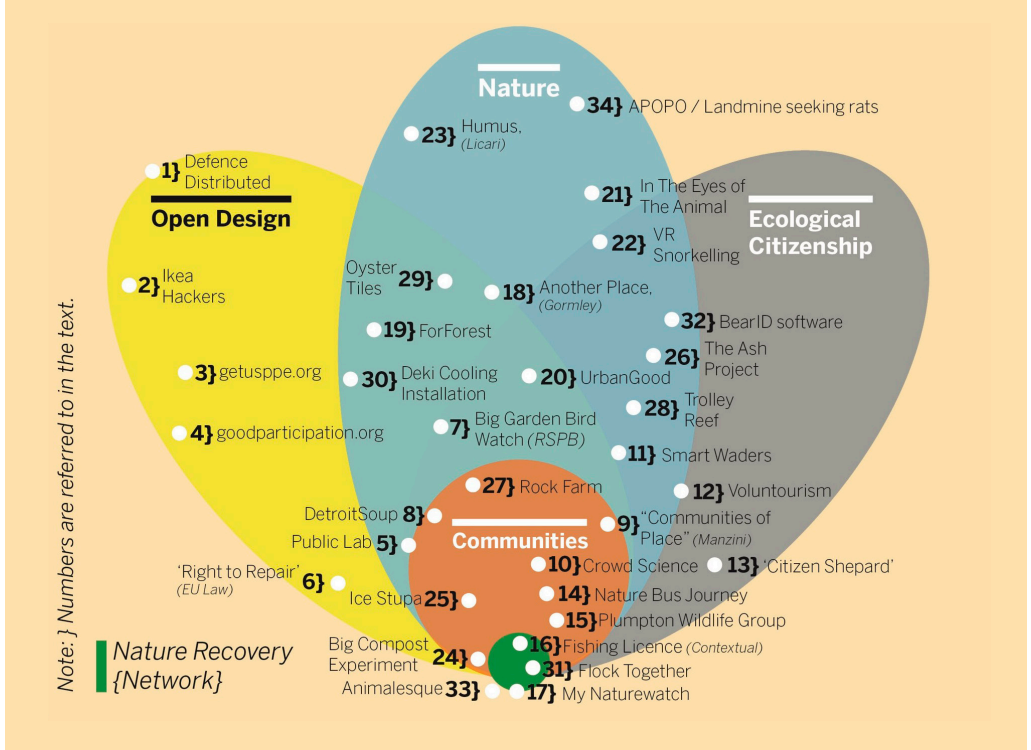 Nature
34} APOPO / Landmine seeking rats
23} Humus,
(Licari)
1} Defence
Distributed
Open Design
21} In The Eyes of
The Animal
Ecological
Citizenship
22} VR
Snorkelling
2} Ikea
Hackers
Oyster
Tiles 29}
18} Another Place,
(Gormley)
19} ForForest
32} BearID software
26} The Ash
Project
3} getusppe.org
30} Deki Cooling
Installation
20} UrbanGood
28} Trolley
Reef
7} Big Garden Bird
Watch (RSPB)
4} goodparticipation.org
11} Smart Waders
27} Rock Farm
12} Voluntourism
DetroitSoup 8}
9} "Communities of
Place" (Manzini)
Communities
Public Lab 5}
10} Crowd Science
13} 'Citizen Shepard'
'Right to Repair'
(EU Law) 6}
Ice Stupa 25}
14} Nature Bus Journey
15} Plumpton Wildlife Group
Big Compost
Experiment 24}
16} Fishing Licence (Contextual)
31} Flock Together
Animalesque 33}
17} My Naturewatch
Nature Recovery
{Network}
Note: } Numbers are referred to in the text.